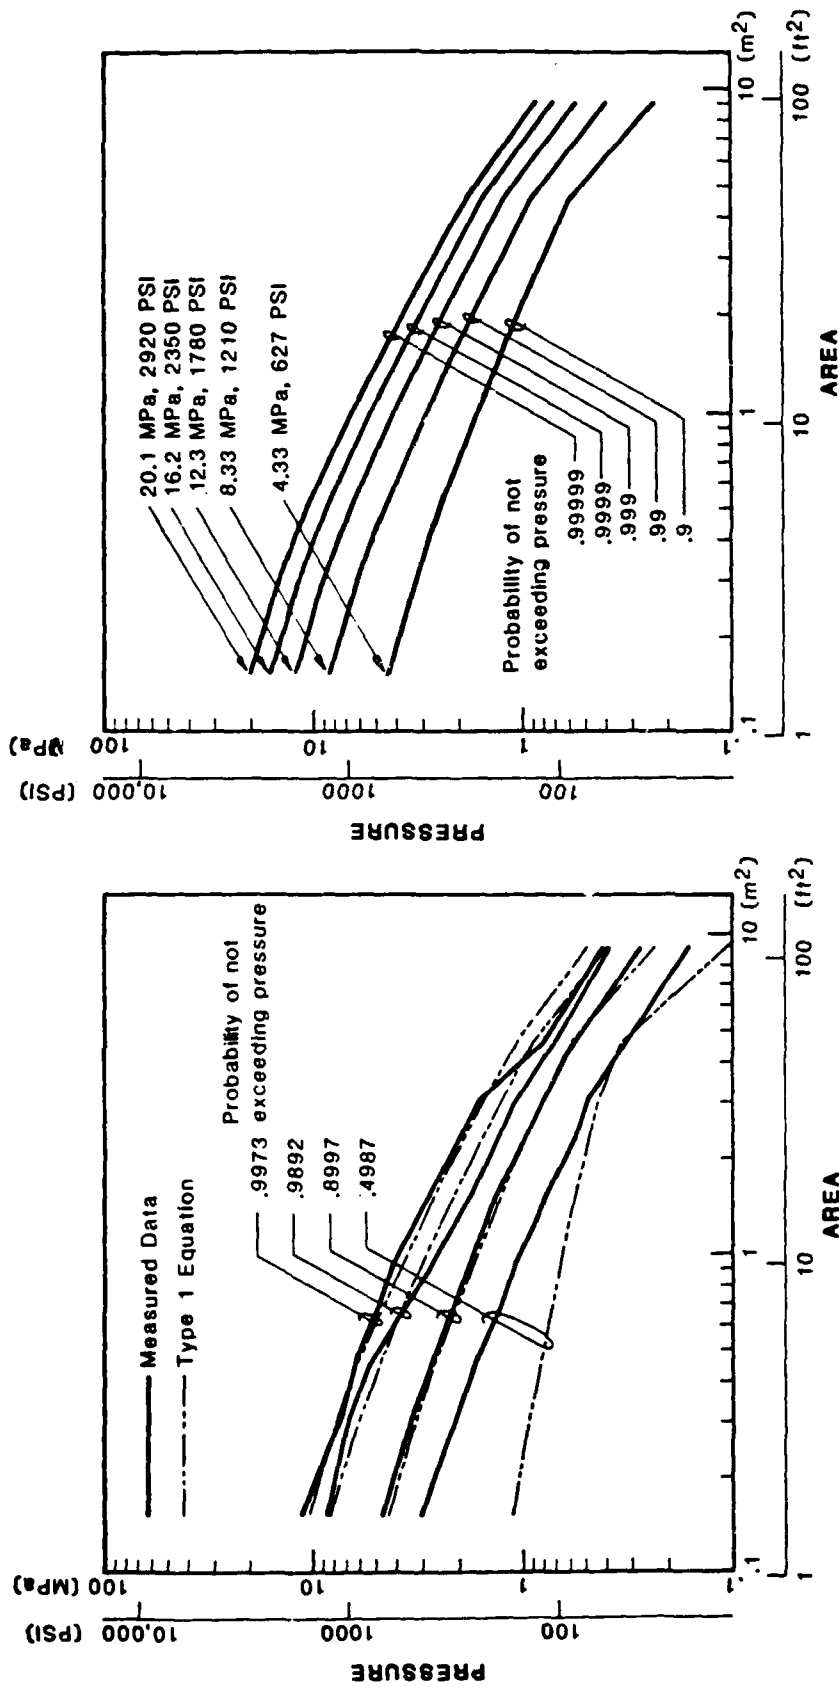 PRESSURE
(PSI)
10,000
1000
100
(MPa)
100
10
1
.1
Measured Data
Type 1 Equation
Probability of not
exceeding pressure
.9973
.9892
.8997
.4987
.1
1
10 (m²)
1
10
100 (ft²)
AREA
PRESSURE
(PSI)
10,000
1000
100
MPa)
100
10
1
.1
20.1 MPa, 2920 PSI
16.2 MPa, 2350 PSI
12.3 MPa, 1780 PSI
8.33 MPa, 1210 PSI
4.33 MPa, 627 PSI
Probability of not
exceeding pressure
.99999
.9999
.999
.99
.9
.1
1
10 (m²)
1
10
100 (ft²)
AREA